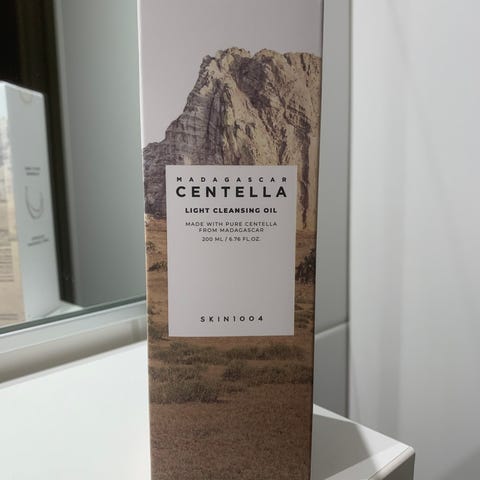 MADAGASCAR
CENTELLA
LIGHT CLEANSING OIL
MADE WITH PURE CENTELLA
FROM MADAGASCAR
200 ML / 6.76 FL.OZ.
SKIN1004